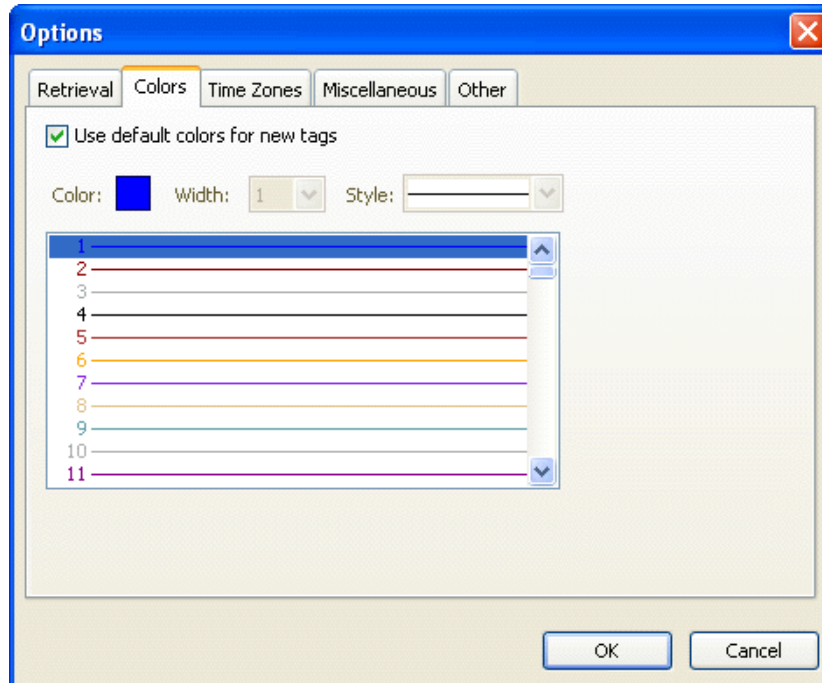 Options
Retrieval Colors Time Zones Miscellaneous Other
Use default colors for new tags
Color: Width: 1 Style:
1
2
3
4
5
6
7
8
9
10
11
OK Cancel